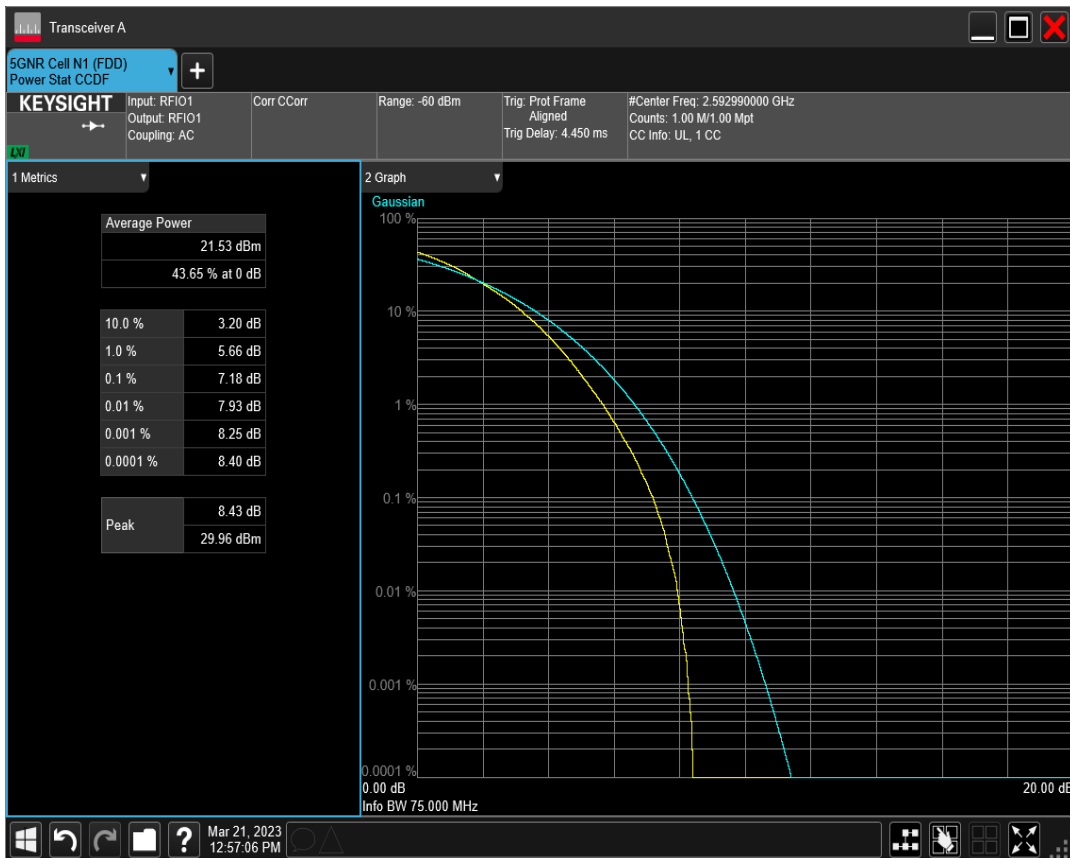 Transceiver A
5GNR Cell N1 (FDD)
Power Stat CCDF
KEYSIGHT
LXI
Input: RFIO1
Output: RFIO1
Coupling: AC
Corr CCorr
Range: -60 dBm
Trig: Prot Frame
Aligned
Trig Delay: 4.450 ms
#Center Freq: 2.592990000 GHz
Counts: 1.00 M/1.00 Mpt
CC Info: UL, 1 CC
1 Metrics
Average Power
21.53 dBm
43.65 % at 0 dB
10.0 % 3.20 dB
1.0 % 5.66 dB
0.1 % 7.18 dB
0.01 % 7.93 dB
0.001 % 8.25 dB
0.0001 % 8.40 dB
Peak 8.43 dB
29.96 dBm
2 Graph
Gaussian
100 %
10 %
1 %
0.1 %
0.01 %
0.001 %
0.0001 %
0.00 dB 20.00 dB
Info BW 75.000 MHz
Mar 21, 2023
12:57:06 PM